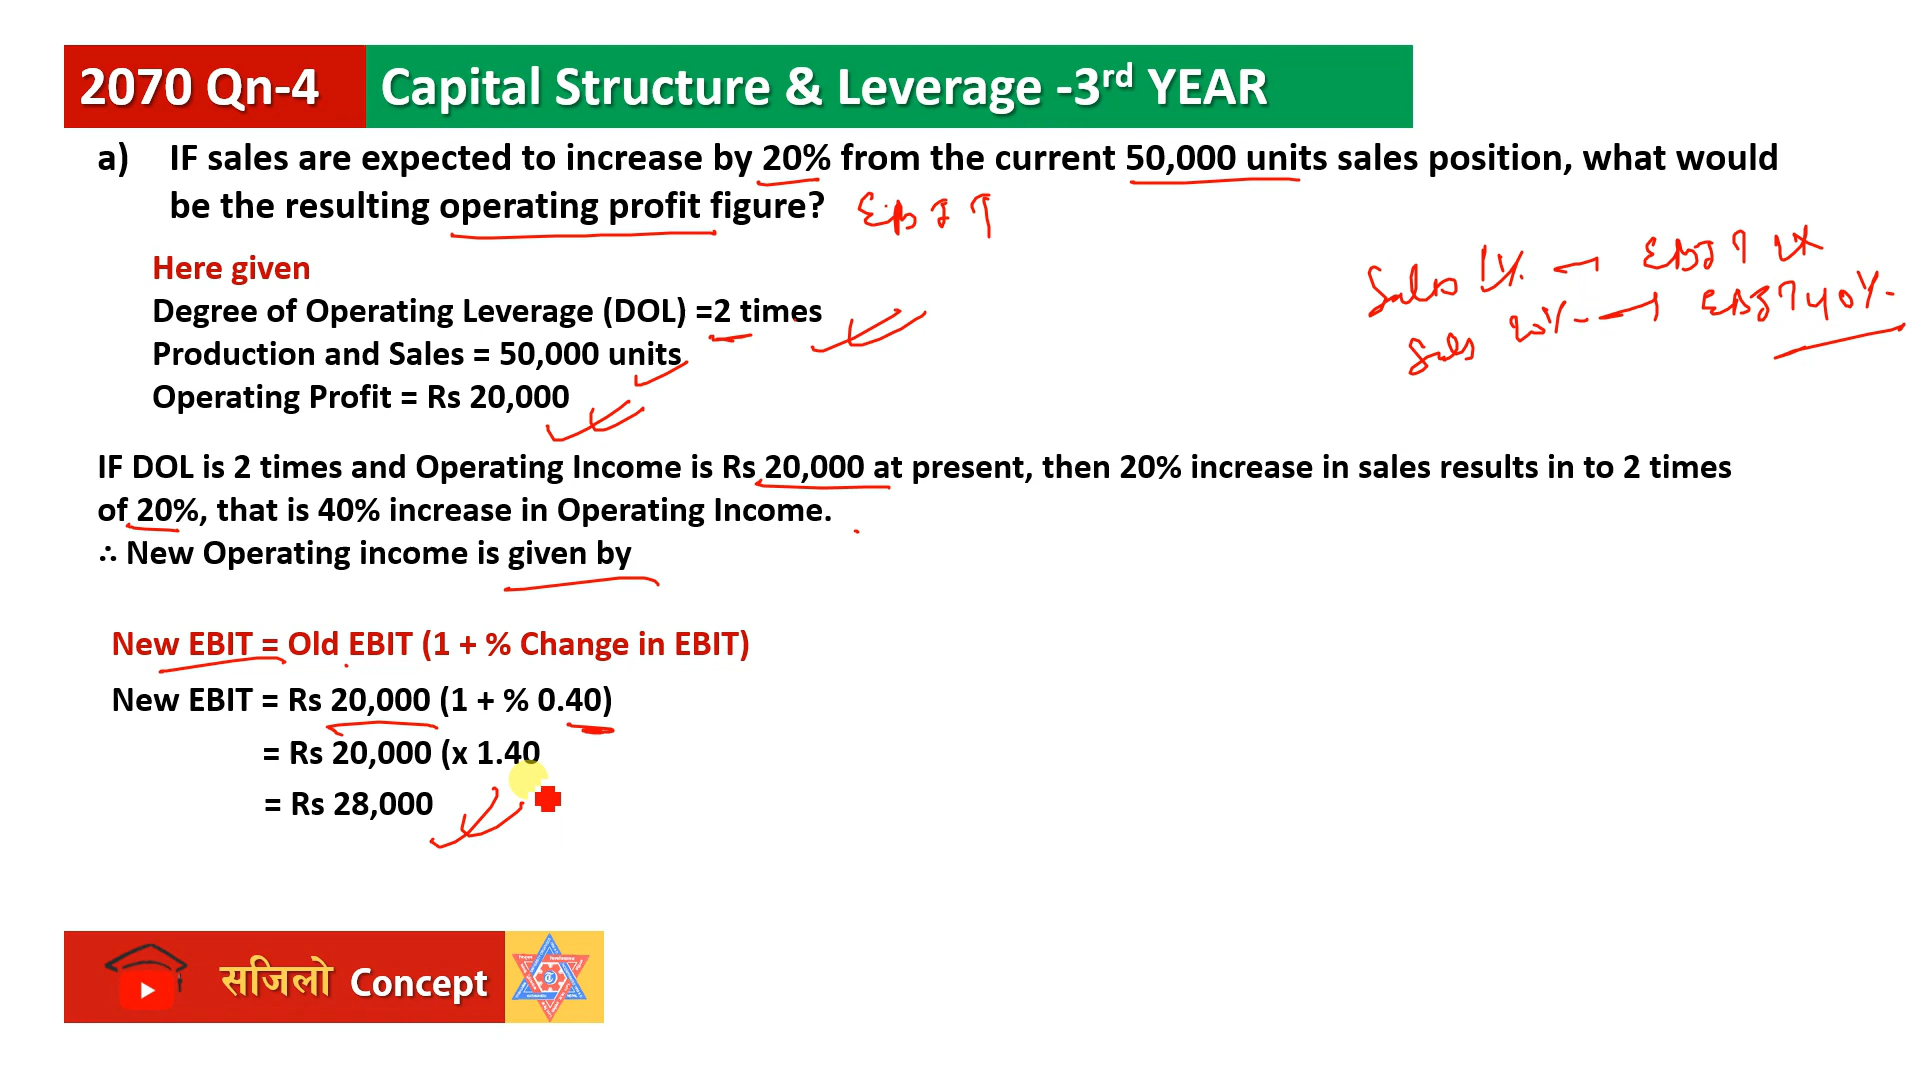 2070 Qn-4
Capital Structure & Leverage -3rd YEAR
a) IF sales are expected to increase by 20% from the current 50,000 units sales position, what would
be the resulting operating profit figure? EBIT
Here given
Sales 1% → EBIT 2%
Degree of Operating Leverage (DOL) =2 times
Sales 20% → EBIT 40%
Production and Sales = 50,000 units
Operating Profit = Rs 20,000
IF DOL is 2 times and Operating Income is Rs 20,000 at present, then 20% increase in sales results in to 2 times
of 20%, that is 40% increase in Operating Income.
∴ New Operating income is given by
New EBIT = Old EBIT (1 + % Change in EBIT)
New EBIT = Rs 20,000 (1 + % 0.40)
= Rs 20,000 (x 1.40
= Rs 28,000
सजिलो Concept